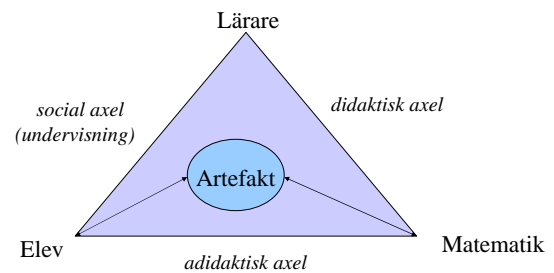 Lärare
social axel
(undervisning)
didaktisk axel
Artefakt
Elev
Matematik
adidaktisk axel